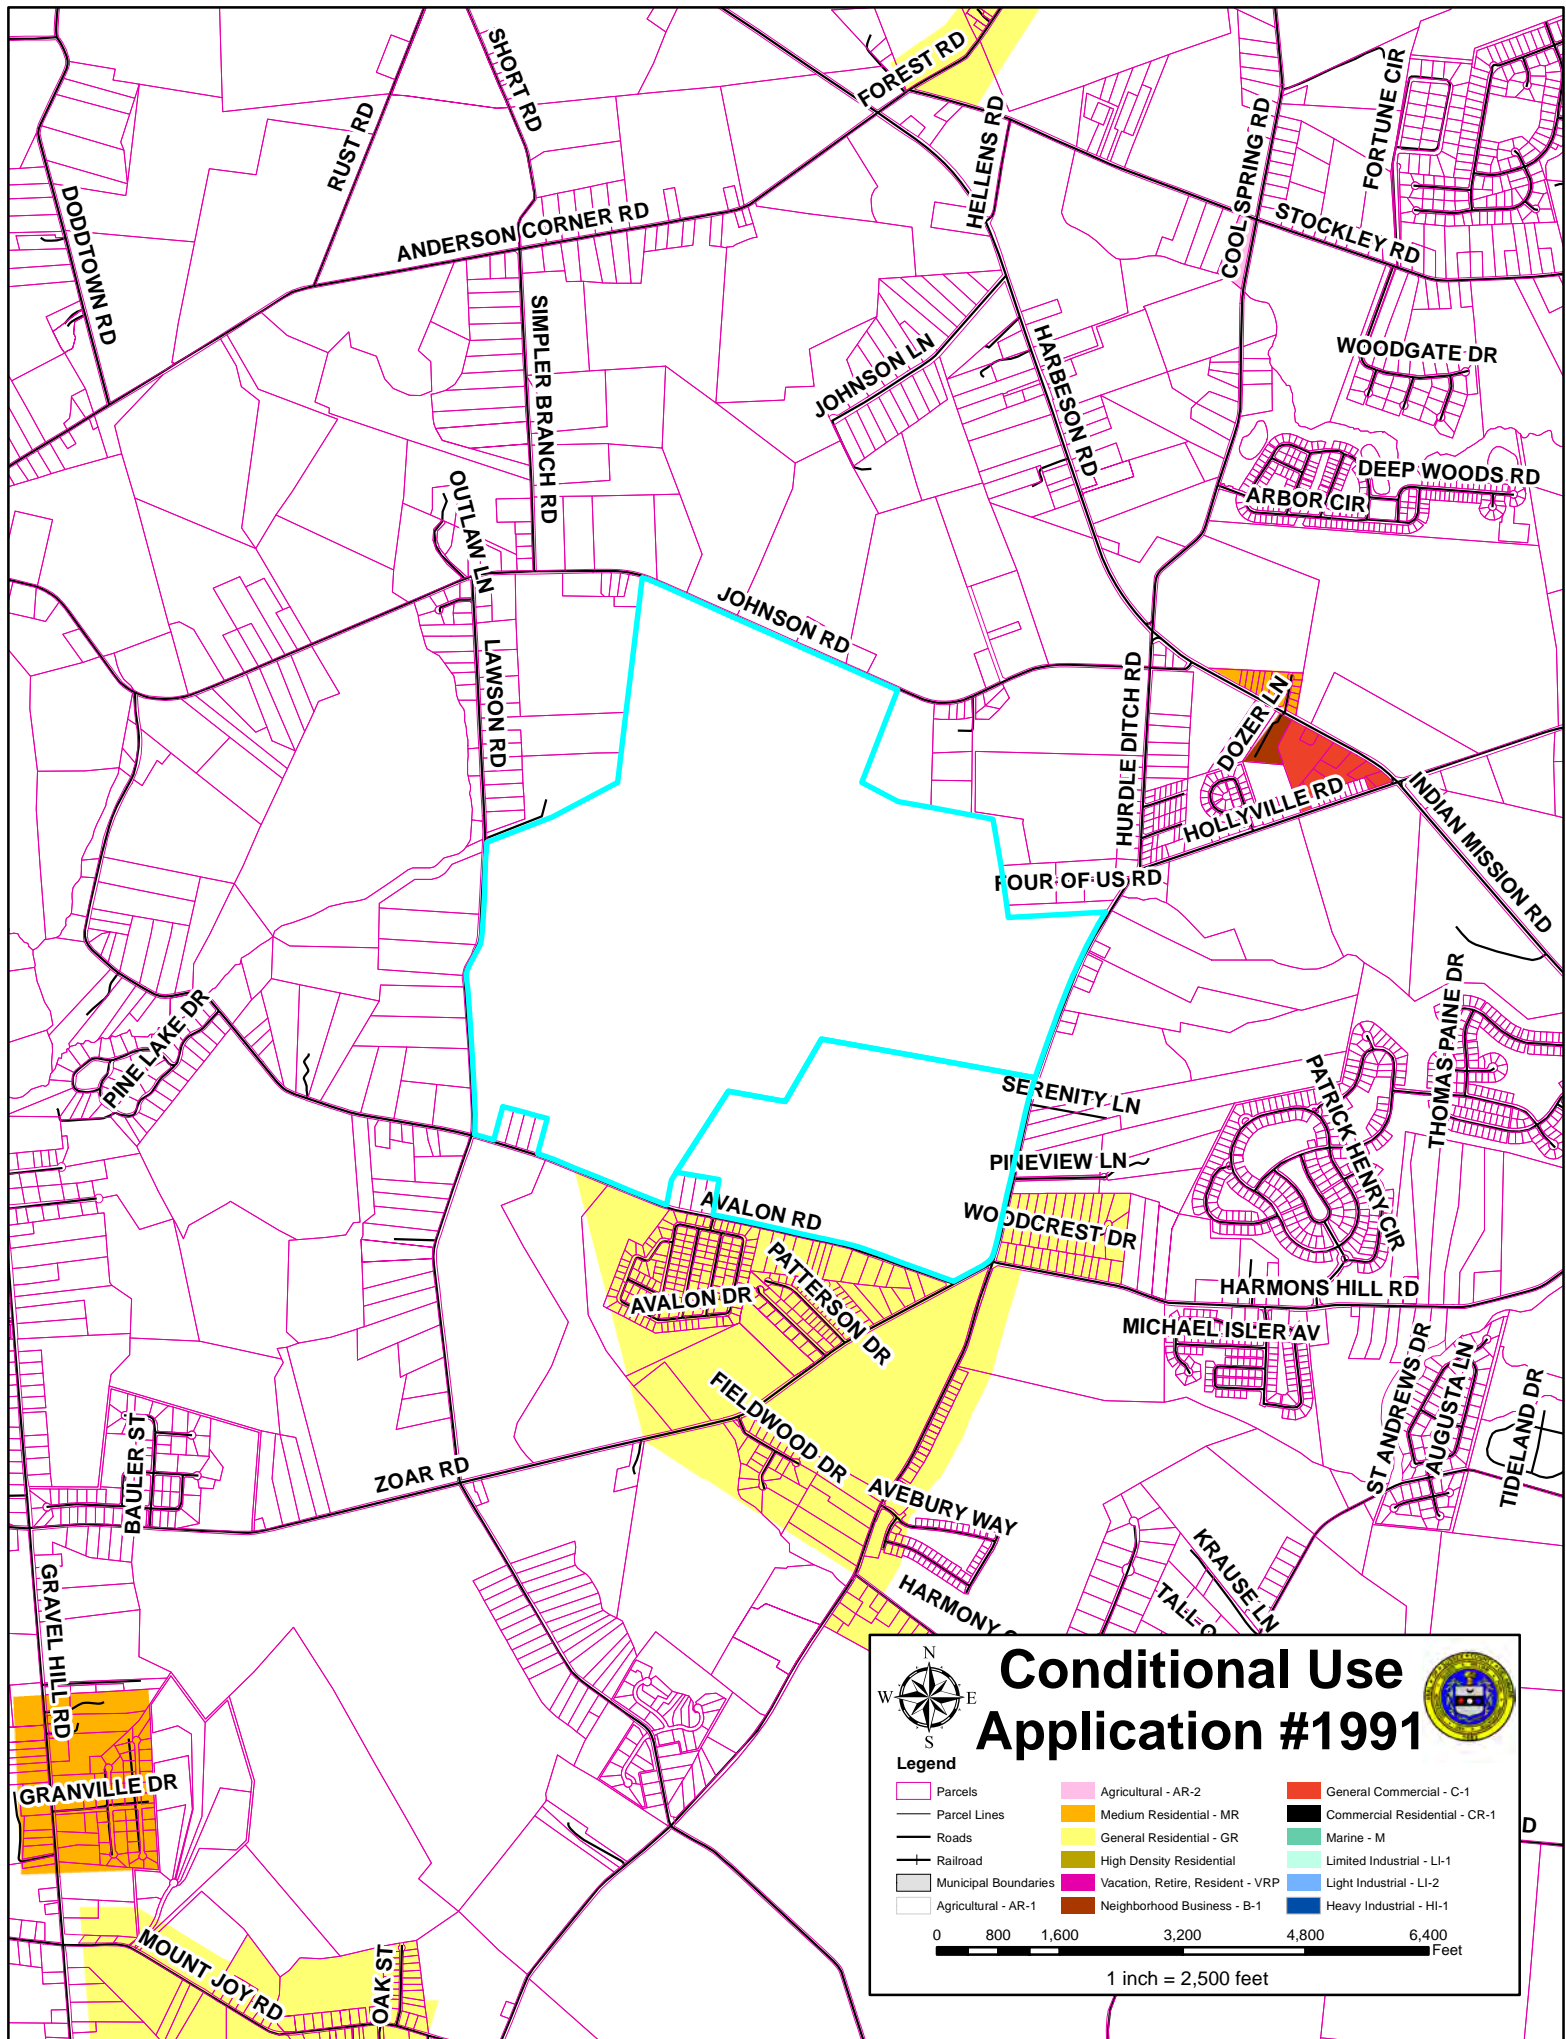 SHORT RD
FOREST RD
FORTUNE CIR
RUST RD
HELLENS RD
COOL SPRING RD
DODDTOWN RD
ANDERSON CORNER RD
STOCKLEY RD
SIMPLER BRANCH RD
JOHNSON LN
HARBESON RD
WOODGATE DR
DEEP WOODS RD
ARBOR CIR
OUTLAW LN
JOHNSON RD
LAWSON RD
HURDLE DITCH RD
DOZER LN
HOLLYVILLE RD
INDIAN MISSION RD
FOUR OF US RD
PINE LAKE DR
THOMAS PAINE DR
SERENITY LN
PATRICK HENRY CIR
PINEVIEW LN
AVALON RD
WOODCREST DR
PATTERSON DR
AVALON DR
HARMONS HILL RD
MICHAEL ISLER AV
ST ANDREWS DR
AUGUSTA LN
TIDELAND DR
FIELDWOOD DR
BAULER ST
ZOAR RD
AVEBURY WAY
KRAUSE LN
HARMONY
TALL
GRAVEL HILL RD
GRANVILLE DR
MOUNT JOY RD
OAK ST
D
N
W
E
S
Conditional Use
Application #1991
Legend
Parcels
Parcel Lines
Roads
Railroad
Municipal Boundaries
Agricultural - AR-1
Agricultural - AR-2
Medium Residential - MR
General Residential - GR
High Density Residential
Vacation, Retire, Resident - VRP
Neighborhood Business - B-1
General Commercial - C-1
Commercial Residential - CR-1
Marine - M
Limited Industrial - LI-1
Light Industrial - LI-2
Heavy Industrial - HI-1
0 800 1,600 3,200 4,800 6,400
Feet
1 inch = 2,500 feet